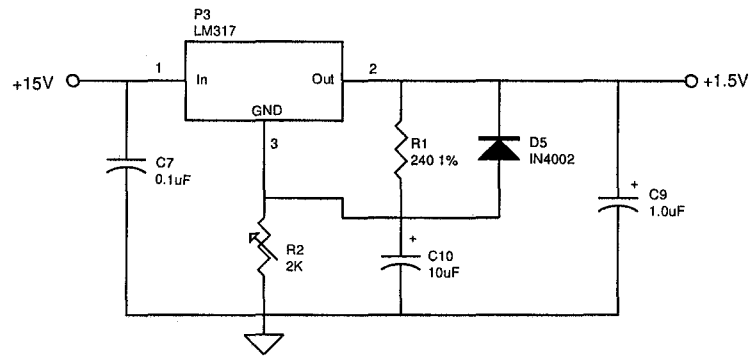 P3
LM317
+15V
1
In
Out
2
+1.5V
GND
3
C7
0.1uF
R1
240 1%
D5
IN4002
+
C9
1.0uF
R2
2K
+
C10
10uF